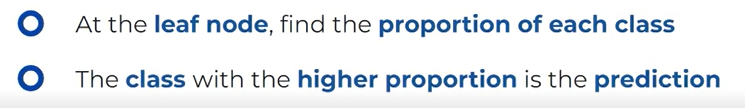 At the leaf node, find the proportion of each class
The class with the higher proportion is the prediction